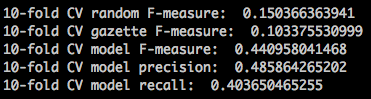 10-fold CV random F-measure:  0.150366363941
10-fold CV gazette F-measure:  0.103375530999
10-fold CV model F-measure:  0.440958041468
10-fold CV model precision:  0.485864265202
10-fold CV model recall:  0.403650465255